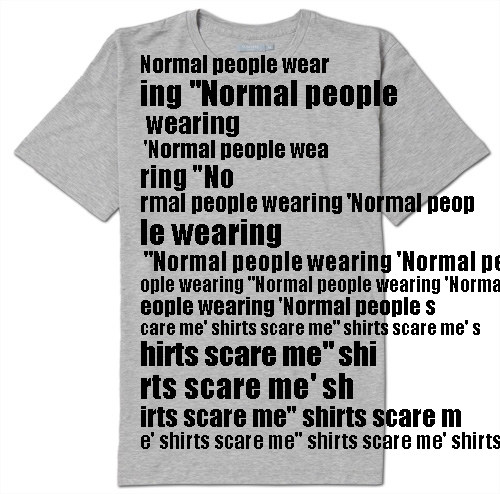 Normal people wear
ing "Normal people
wearing
'Normal people wea
ring "No
rmal people wearing 'Normal peop
le wearing
"Normal people wearing 'Normal pe
ople wearing "Normal people wearing 'Norma
eople wearing 'Normal people s
care me' shirts scare me" shirts scare me' s
hirts scare me" shi
rts scare me' sh
irts scare me" shirts scare m
e' shirts scare me" shirts scare me' shirts